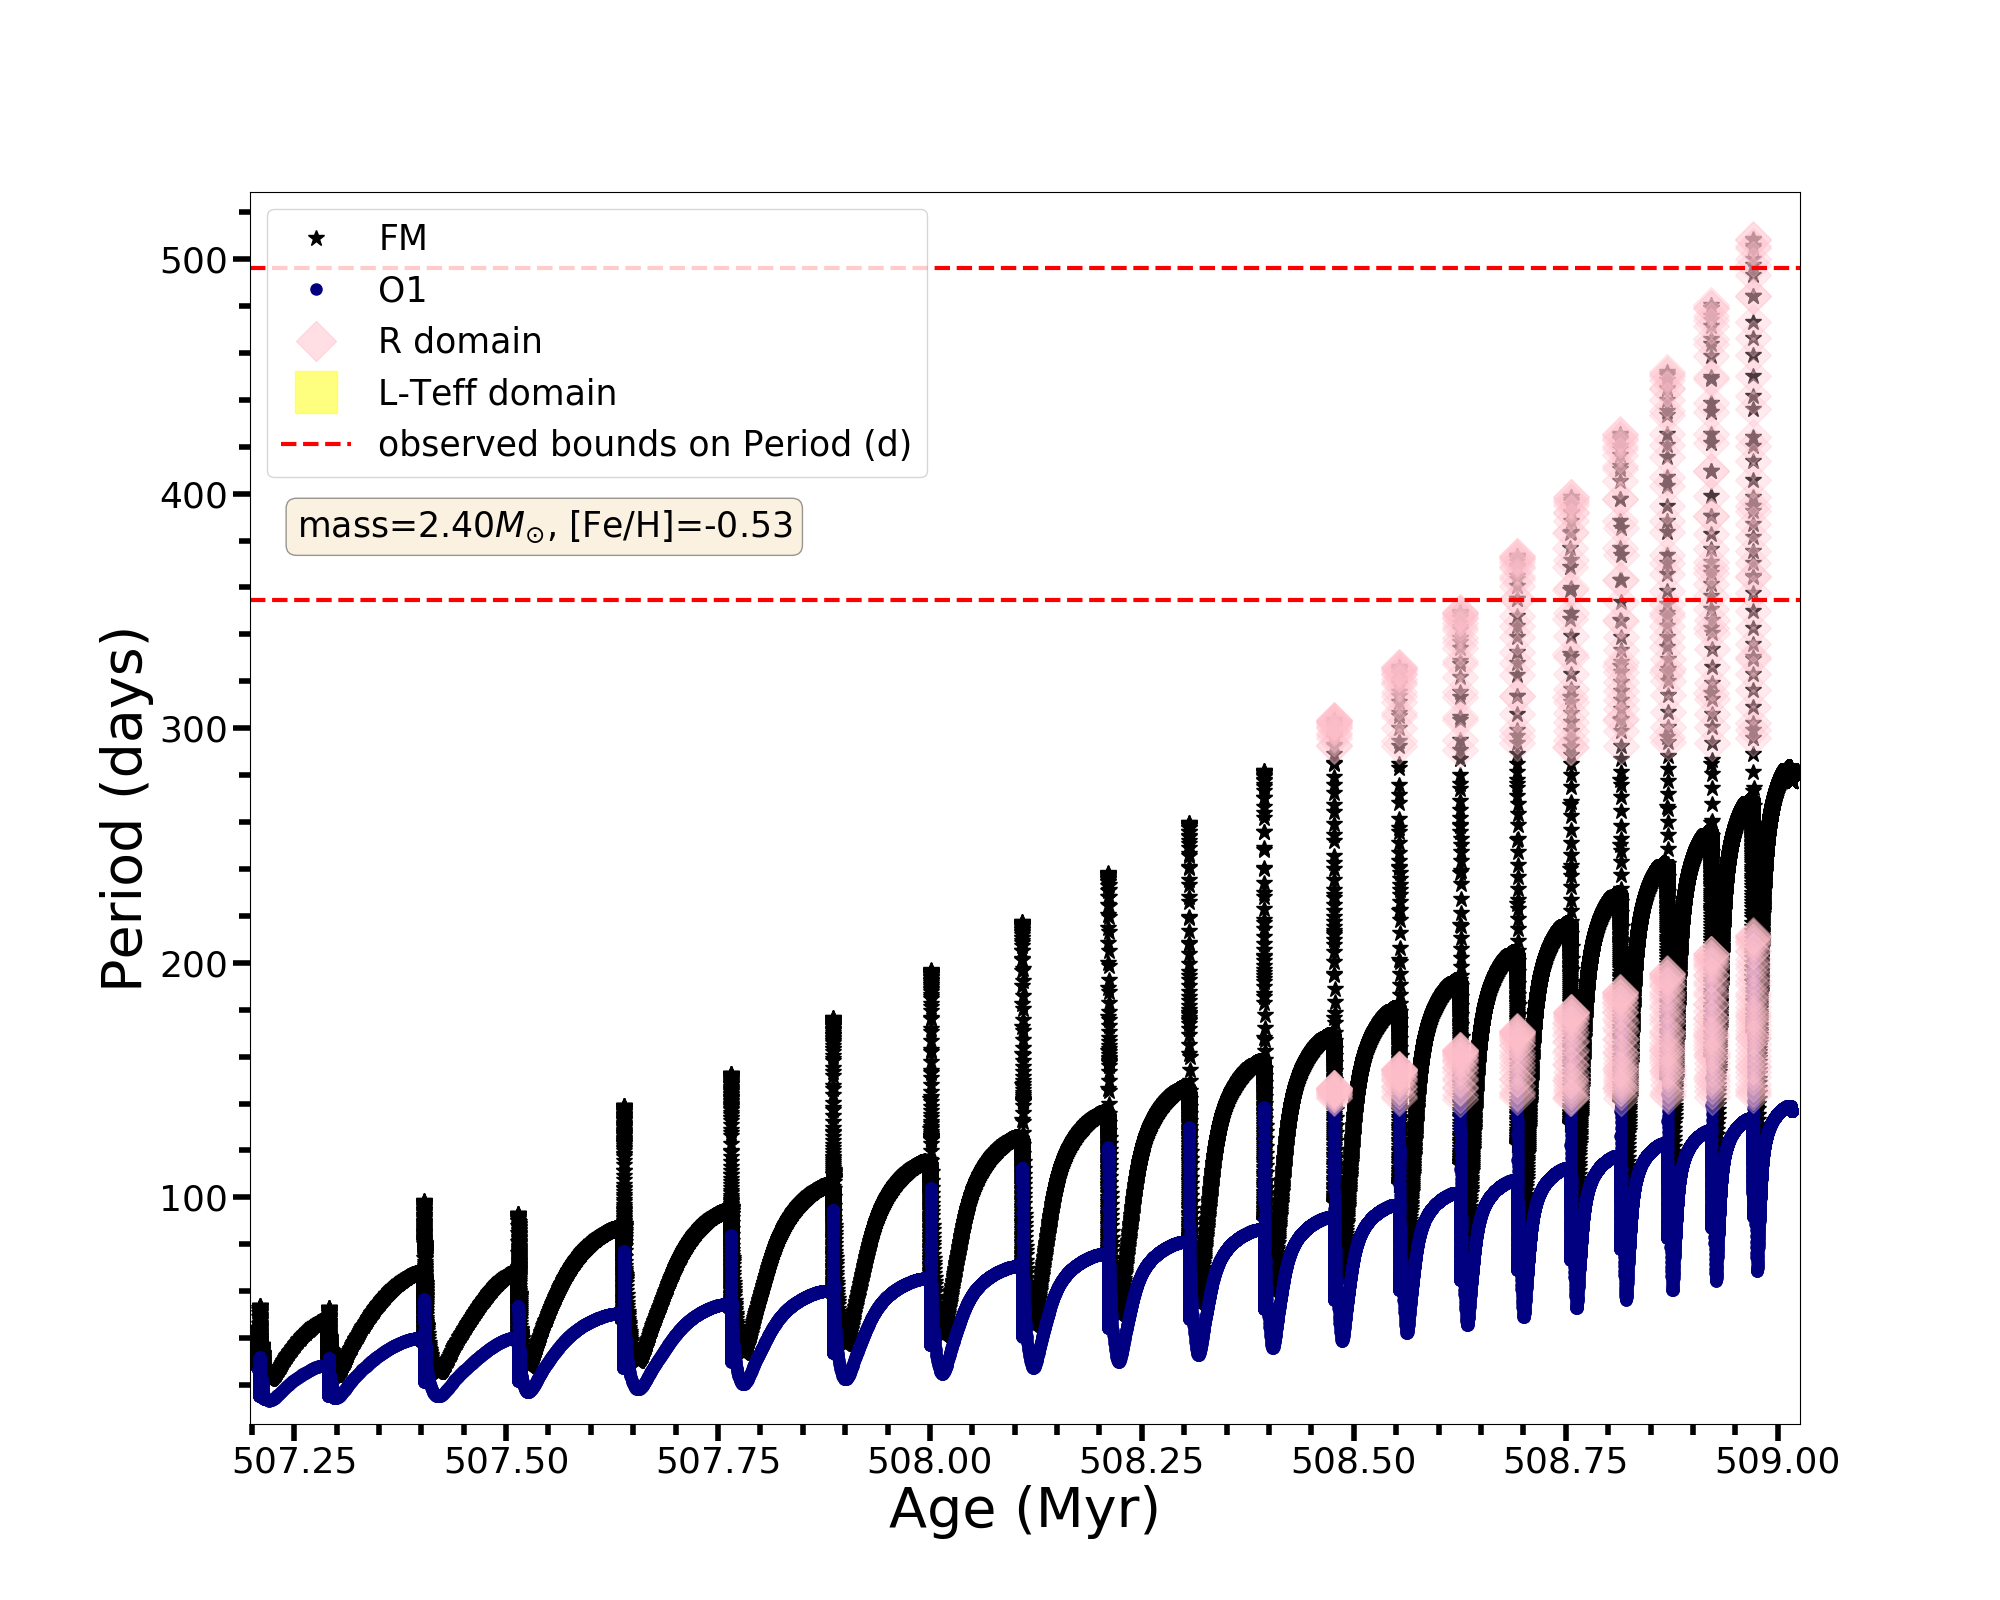 FM
O1
R domain
L-Teff domain
observed bounds on Period (d)
mass=2.40M⊙, [Fe/H]=-0.53
500
400
300
200
100
Period (days)
507.25 507.50 507.75 508.00 508.25 508.50 508.75 509.00
Age (Myr)